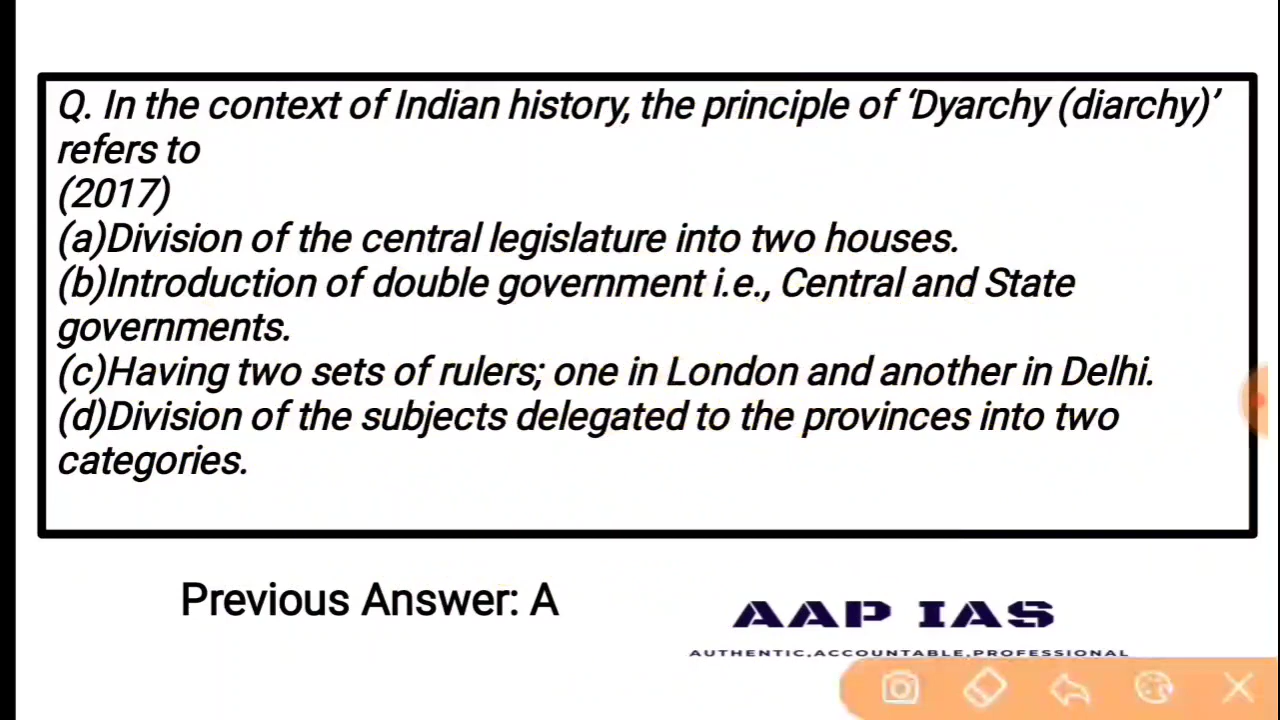 Q. In the context of Indian history, the principle of ‘Dyarchy (diarchy)’
refers to
(2017)
(a)Division of the central legislature into two houses.
(b)Introduction of double government i.e., Central and State
governments.
(c)Having two sets of rulers; one in London and another in Delhi.
(d)Division of the subjects delegated to the provinces into two
categories.
Previous Answer: A
AAP IAS
AUTHENTIC,ACCOUNTABLE,PROFESSIONAL